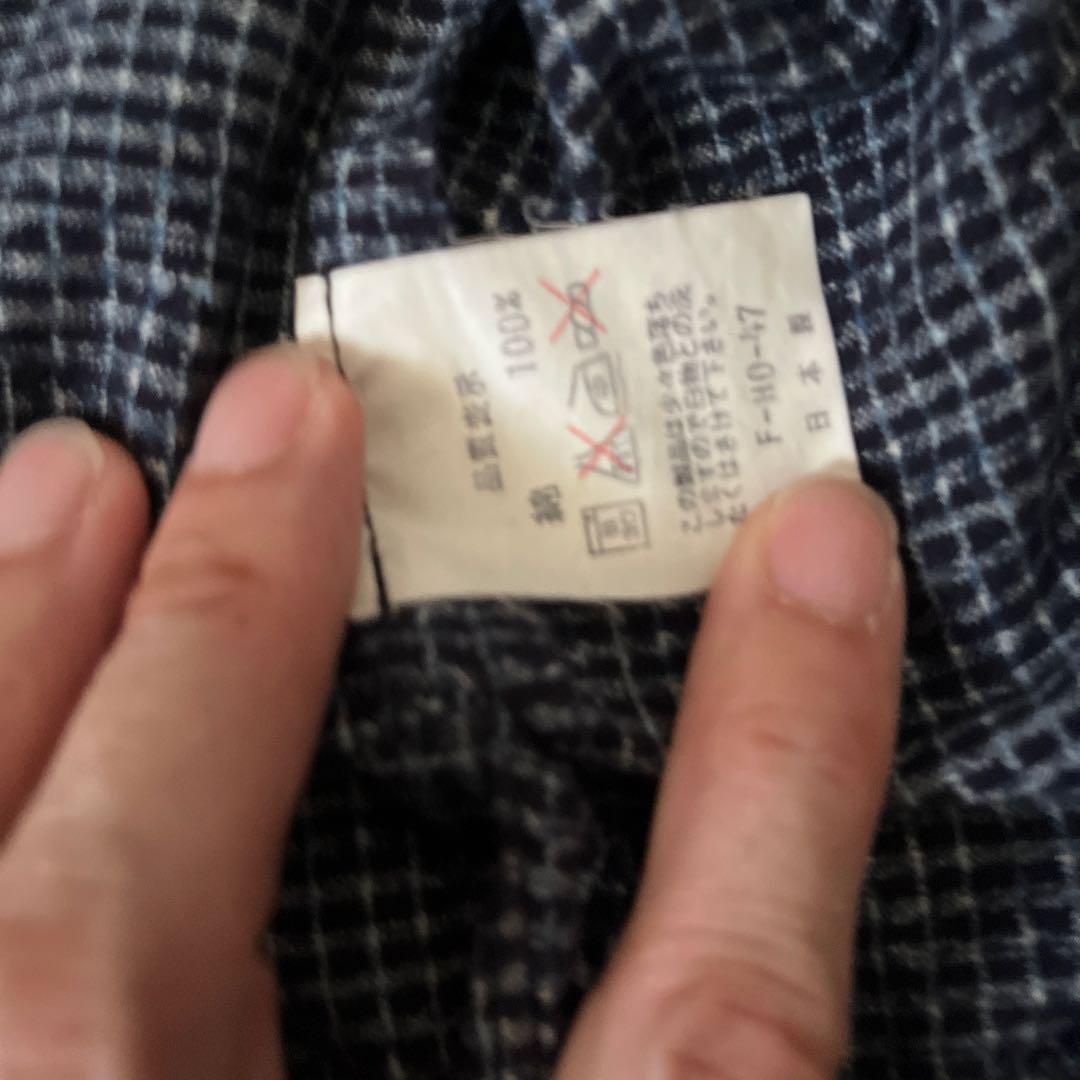 品質表示
綿 100%
この製品は少々色落ち
しますので白物との洗
たくはさけて下さい。
F-HO-47
日本製